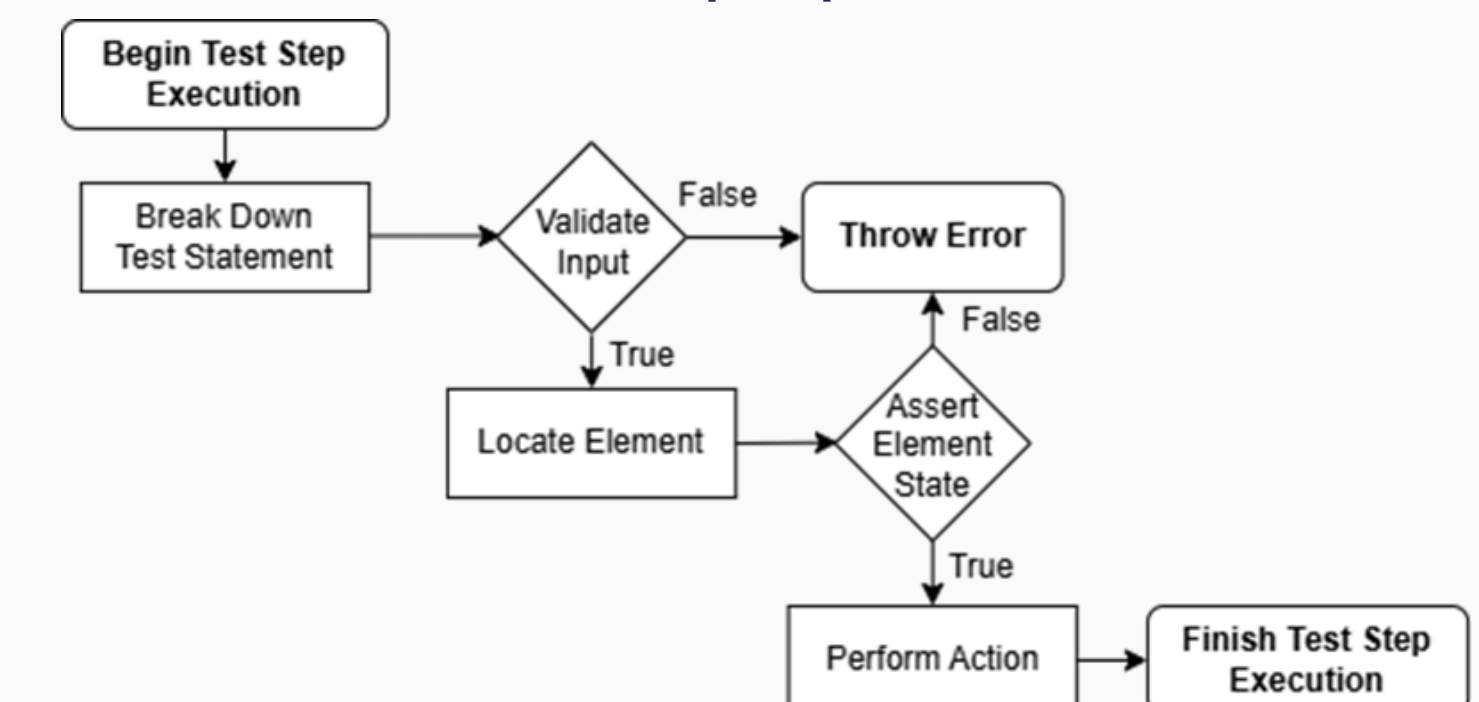 Begin Test Step
Execution
Break Down
Test Statement
Validate
Input
False
Throw Error
True
False
Locate Element
Assert
Element
State
True
Perform Action
Finish Test Step
Execution